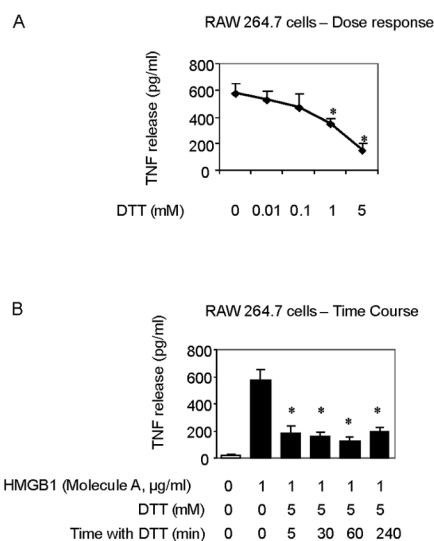 A
RAW 264.7 cells – Dose response
TNF release (pg/ml)
800
600
400
200
0
*
*
DTT (mM) 0 0.01 0.1 1 5
B
RAW 264.7 cells – Time Course
TNF release (pg/ml)
800
600
400
200
0
* * * *
HMGB1 (Molecule A, µg/ml) 0 1 1 1 1 1
DTT (mM) 0 0 5 5 5 5
Time with DTT (min) 0 0 5 30 60 240